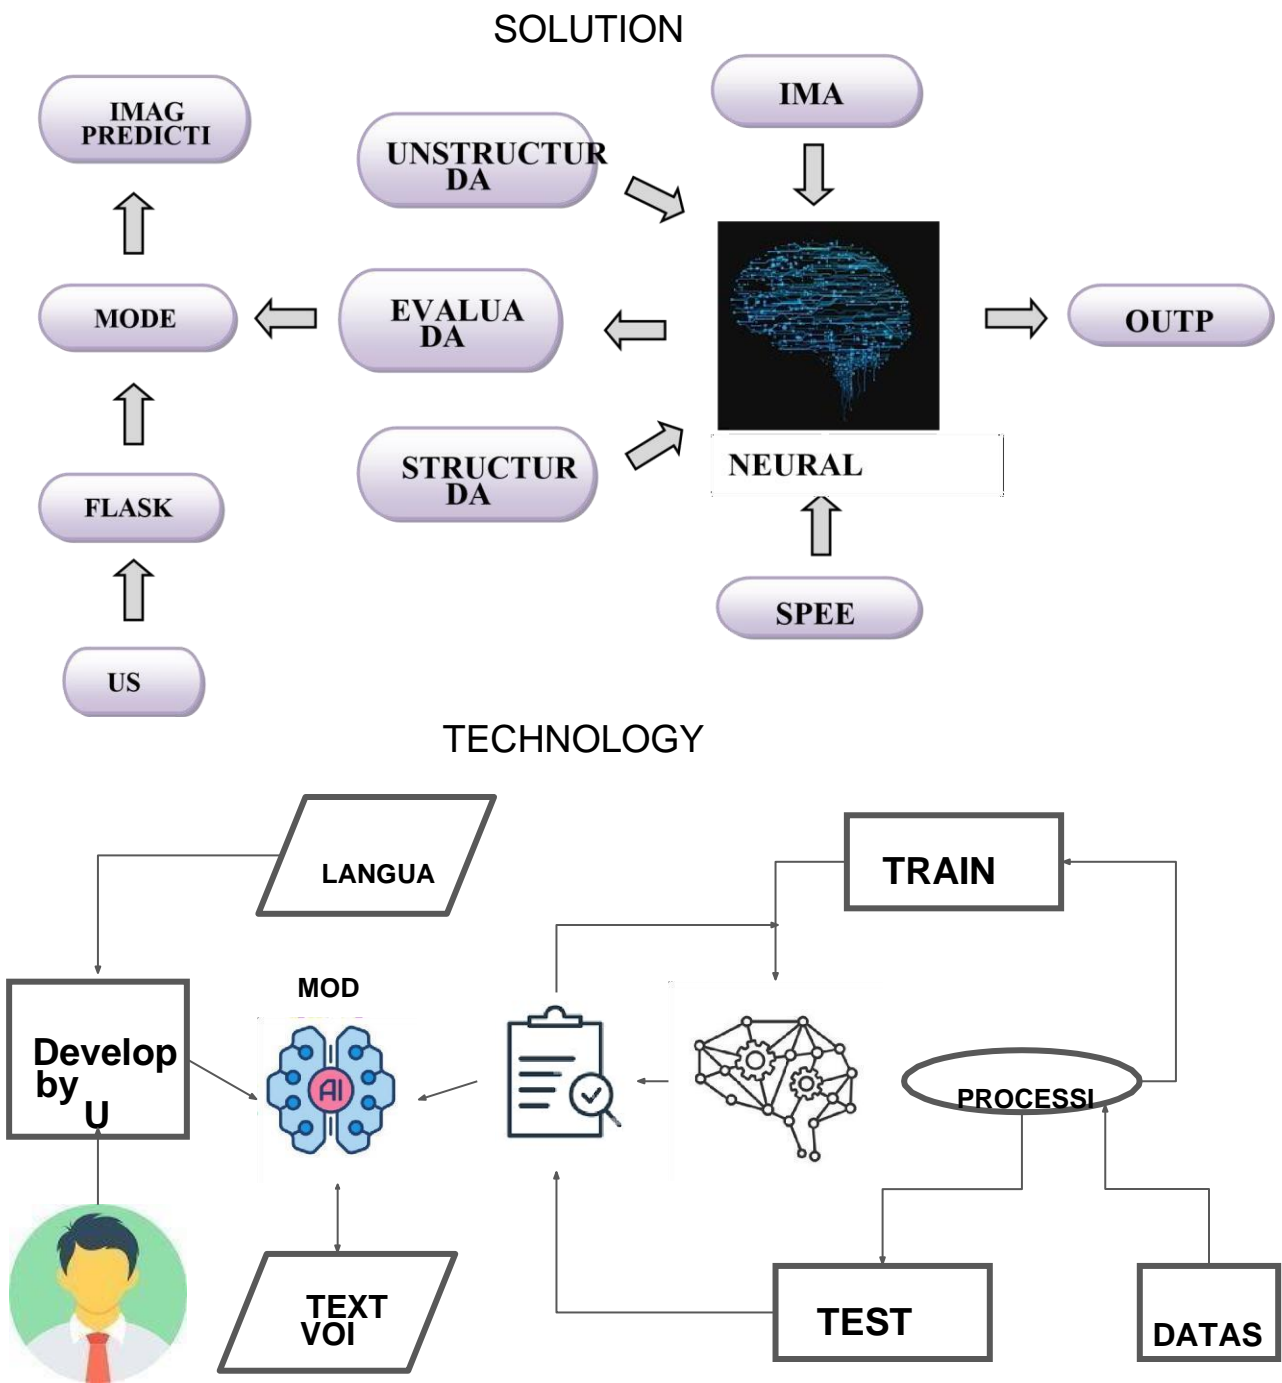 SOLUTION
IMAG
PREDICTI
UNSTRUCTUR
DA
IMA
MODE
EVALUA
DA
OUTP
STRUCTUR
DA
NEURAL
FLASK
SPEE
US
TECHNOLOGY
LANGUA
TRAIN
MOD
Develop
by
U
AI
PROCESSI
TEXT
VOI
TEST
DATAS